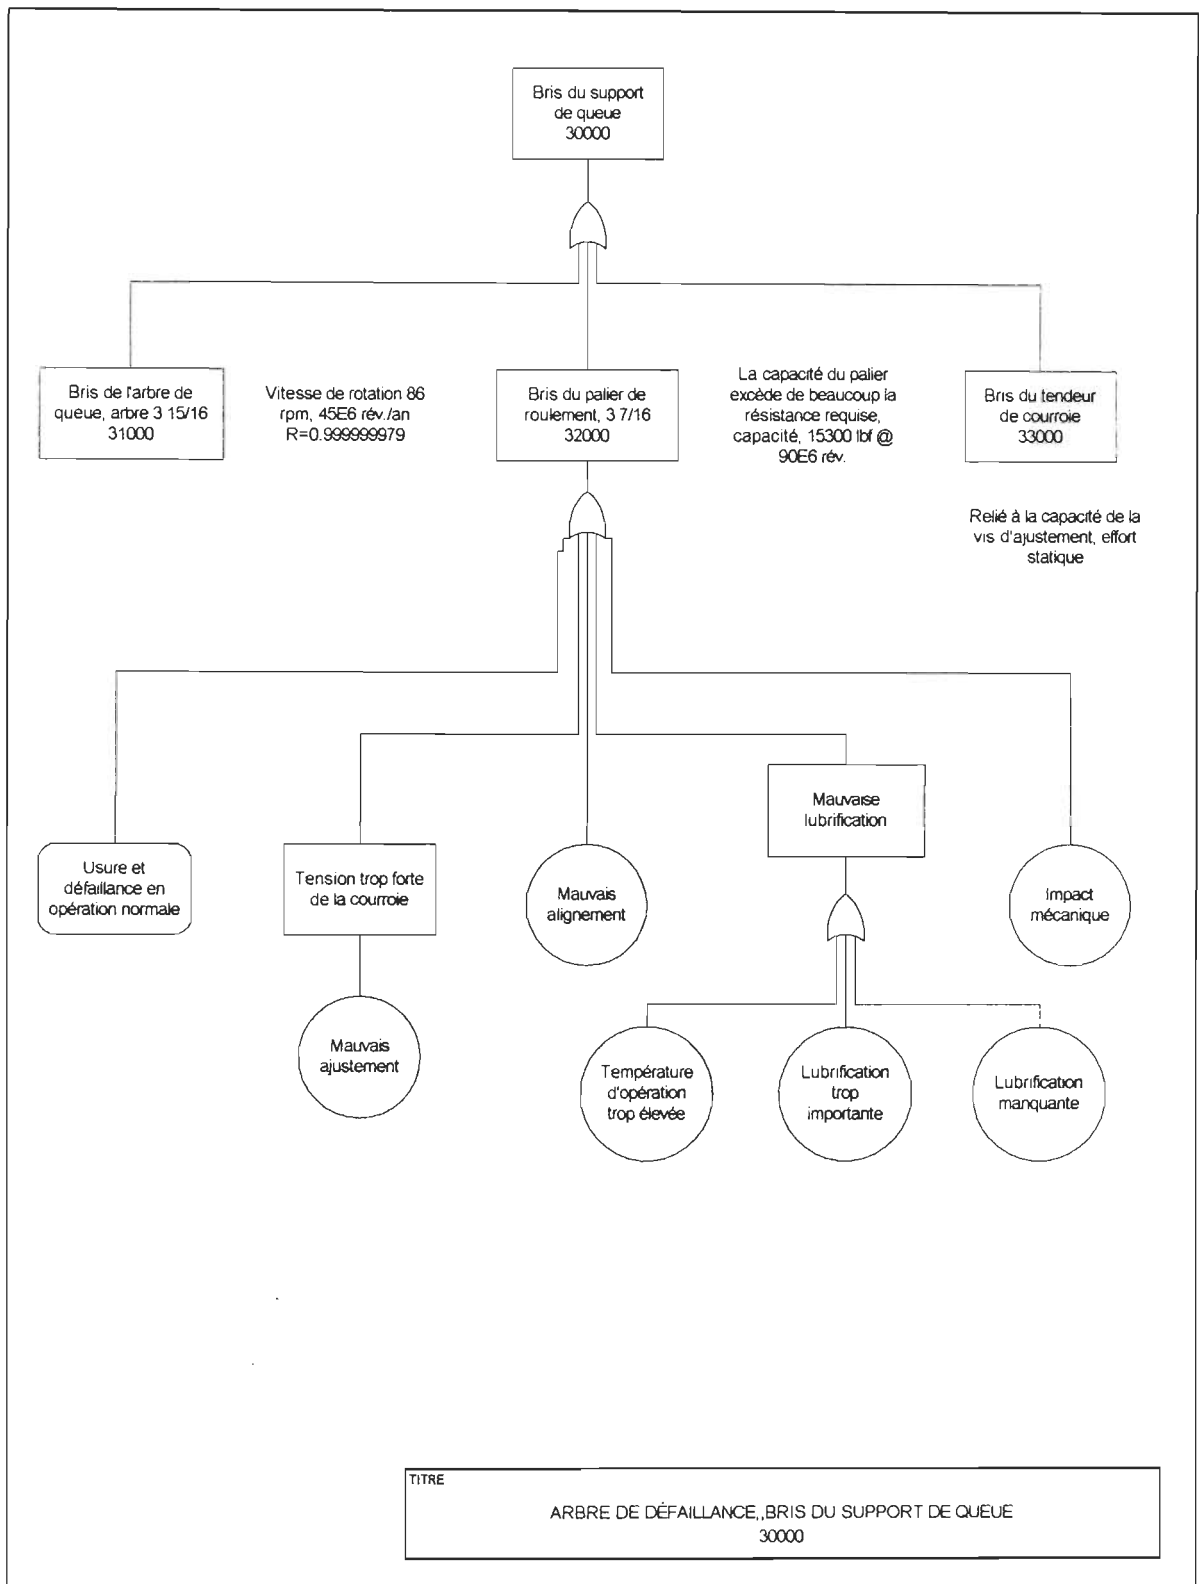 Bris du support
de queue
30000
Bris de l'arbre de
queue, arbre 3 15/16
31000
Vitesse de rotation 86
rpm, 45E6 rév./an
R=0.999999979
Bris du palier de
roulement, 3 7/16
32000
La capacité du palier
excède de beaucoup la
résistance requise,
capacité, 15300 lbf @
90E6 rév.
Bris du tendeur
de courroie
33000
Relié à la capacité de la
vis d'ajustement, effort
statique
Mauvaise
lubrification
Usure et
défaillance en
opération normale
Tension trop forte
de la courroie
Mauvais
alignement
Impact
mécanique
Mauvais
ajustement
Température
d'opération
trop élevée
Lubrification
trop
importante
Lubrification
manquante
TITRE
ARBRE DE DÉFAILLANCE,,BRIS DU SUPPORT DE QUEUE
30000